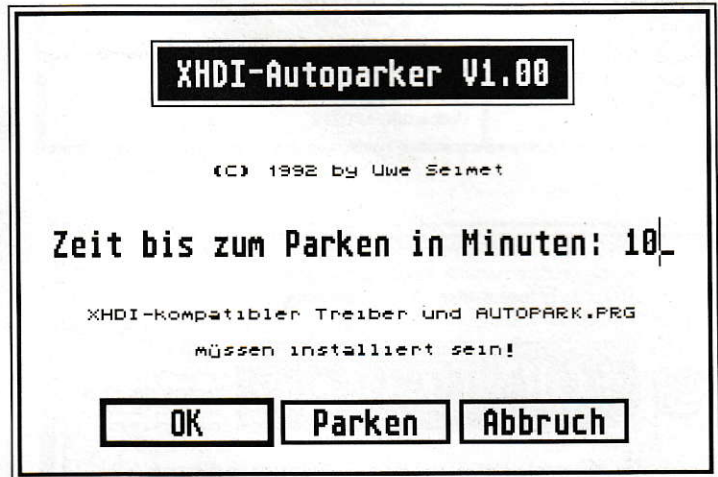 XHDI-Autoparker V1.00
(C) 1992 by Uwe Seimet
Zeit bis zum Parken in Minuten: 10_
XHDI-kompatibler Treiber und AUTOPARK.PRG
müssen installiert sein!
OK
Parken
Abbruch